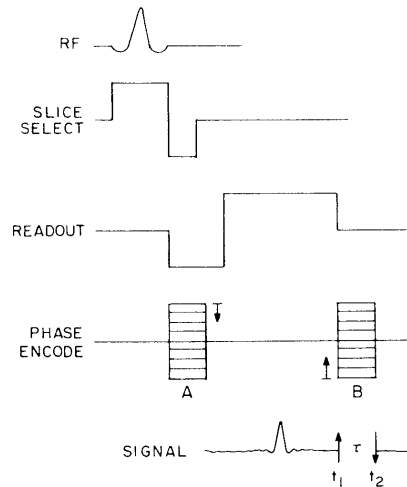 RF
SLICE
SELECT
READOUT
PHASE
ENCODE
A
B
SIGNAL
τ
t₁
t₂